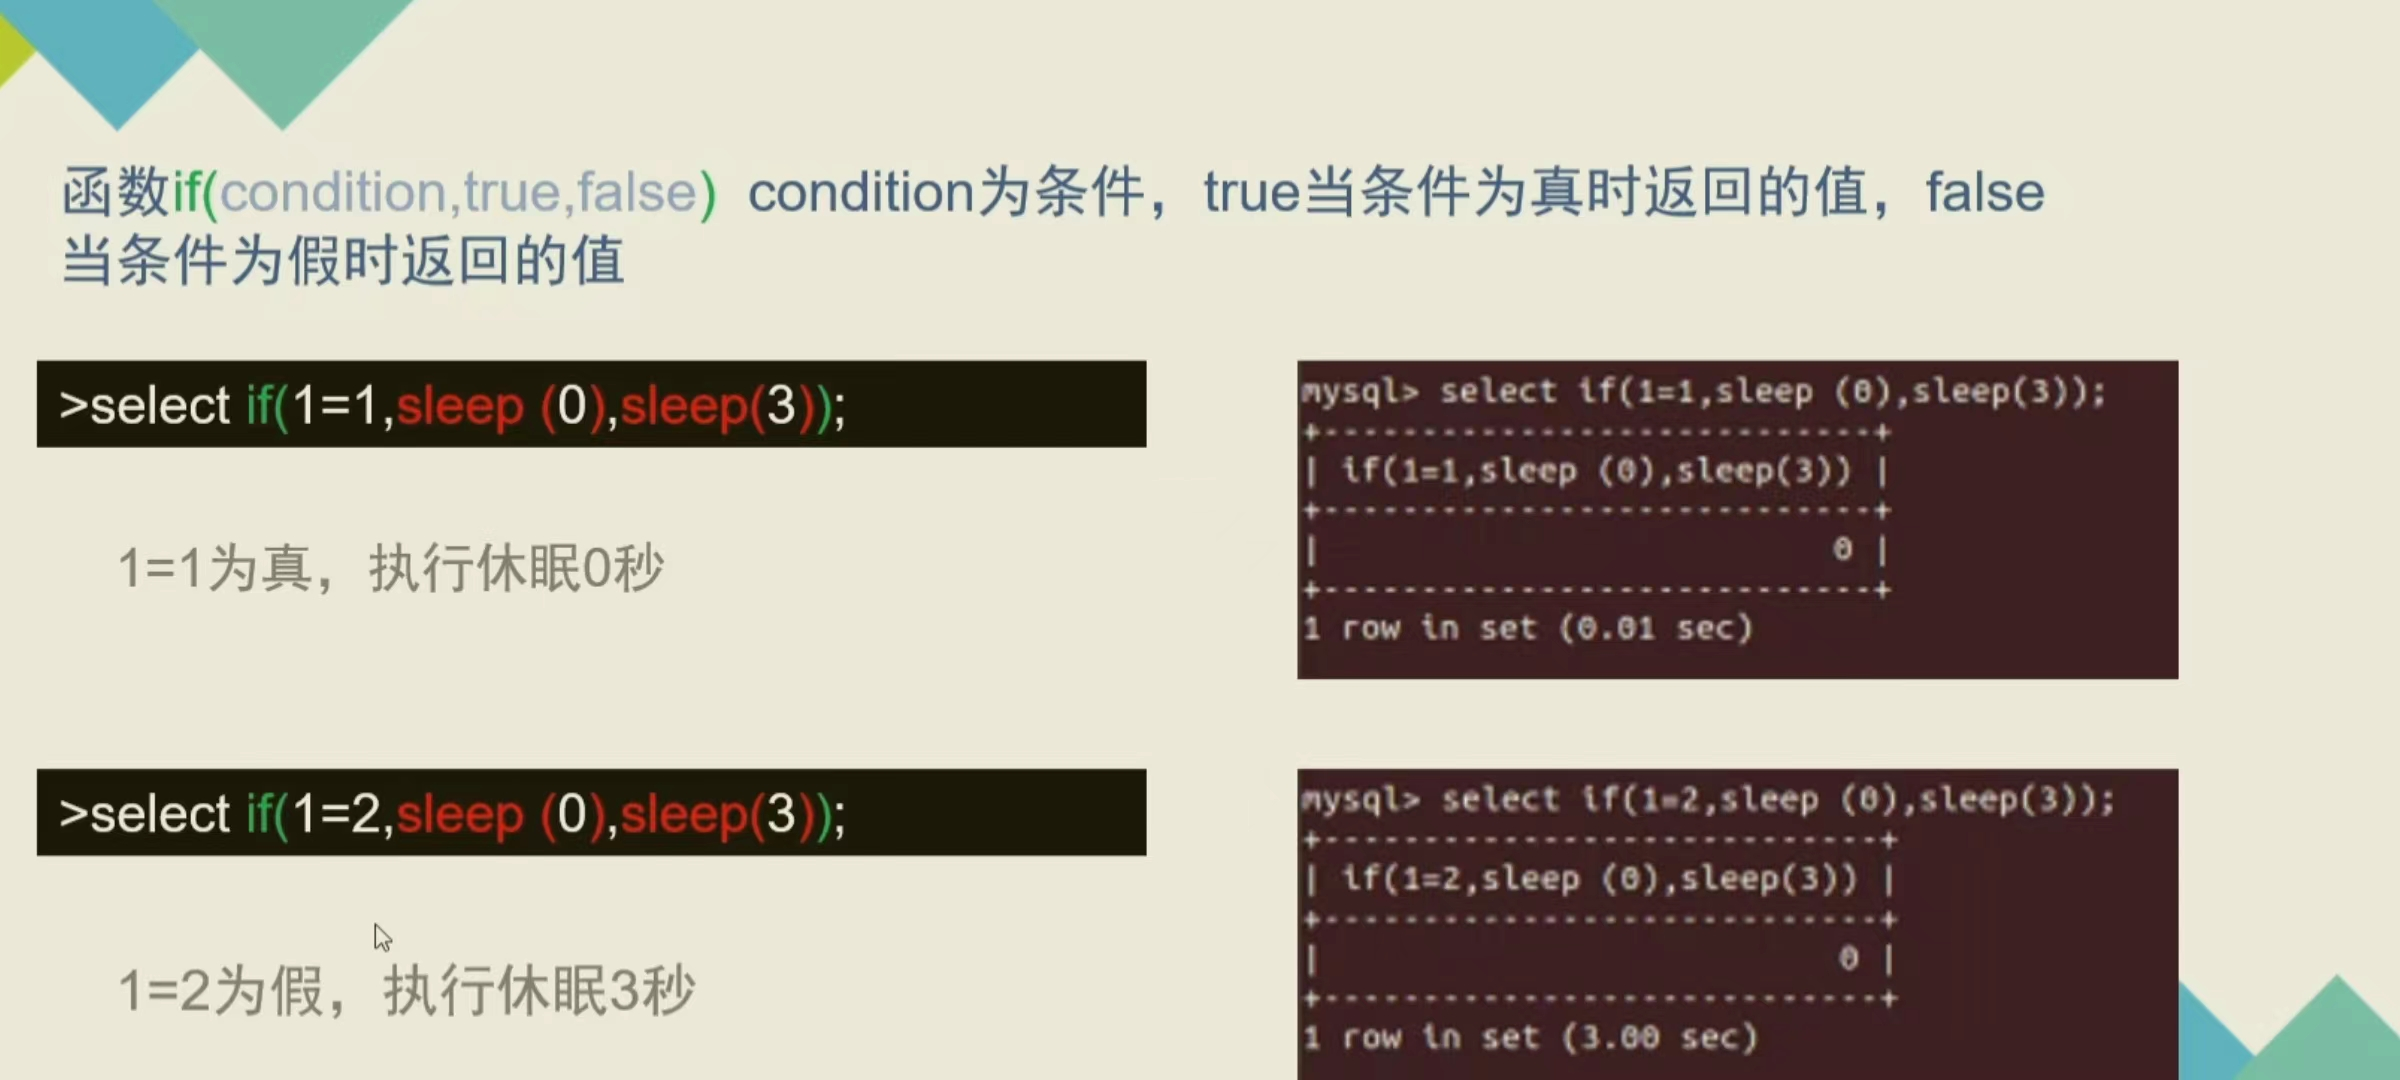 函数if(condition,true,false) condition为条件，true当条件为真时返回的值，false
当条件为假时返回的值
>select if(1=1,sleep (0),sleep(3));
mysql> select if(1=1,sleep (0),sleep(3));
+---------------------------+
| if(1=1,sleep (0),sleep(3)) |
+---------------------------+
| 0 |
+---------------------------+
1 row in set (0.01 sec)
1=1为真，执行休眠0秒
>select if(1=2,sleep (0),sleep(3));
mysql> select if(1=2,sleep (0),sleep(3));
+---------------------------+
| if(1=2,sleep (0),sleep(3)) |
+---------------------------+
| 0 |
+---------------------------+
1 row in set (3.00 sec)
1=2为假，执行休眠3秒